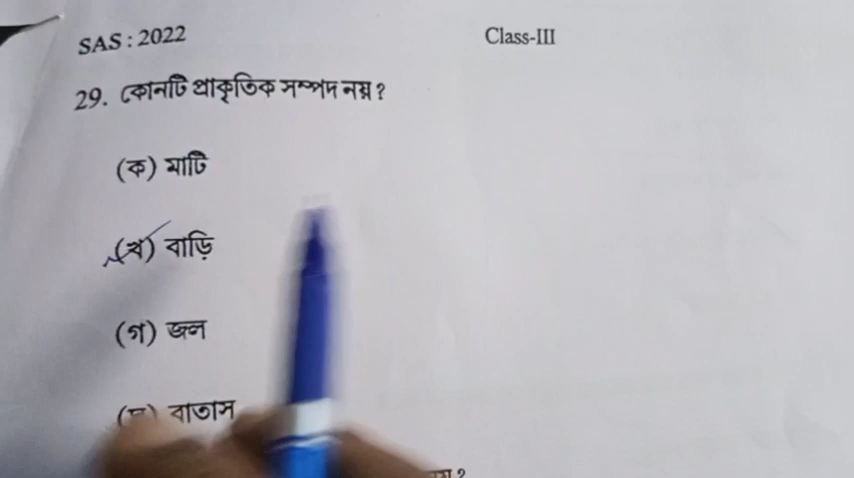 SAS : 2022 Class-III
29. কোনটি প্রাকৃতিক সম্পদ নয় ?
(ক) মাটি
(খ) বাড়ি
(গ) জল
বাতাস